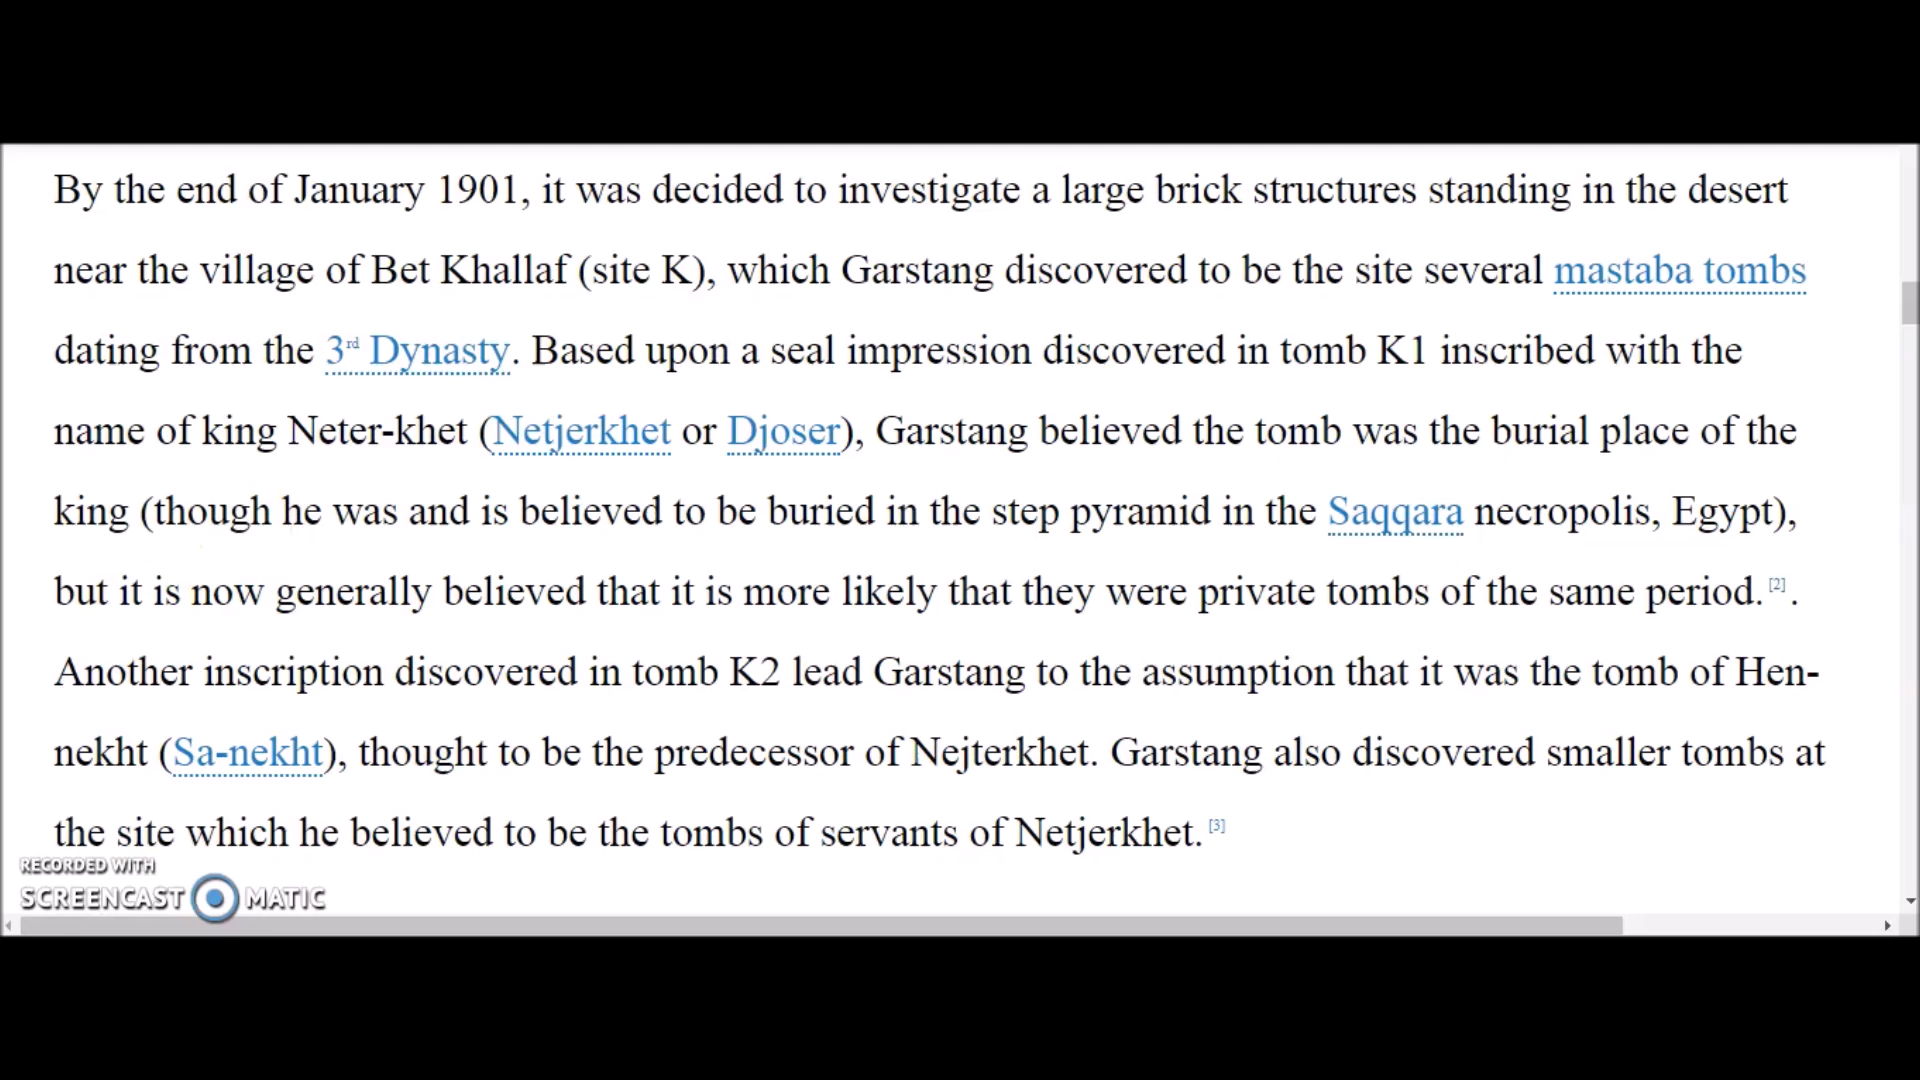 By the end of January 1901, it was decided to investigate a large brick structures standing in the desert
near the village of Bet Khallaf (site K), which Garstang discovered to be the site several mastaba tombs
dating from the 3rd Dynasty. Based upon a seal impression discovered in tomb K1 inscribed with the
name of king Neter-khet (Netjerkhet or Djoser), Garstang believed the tomb was the burial place of the
king (though he was and is believed to be buried in the step pyramid in the Saqqara necropolis, Egypt),
but it is now generally believed that it is more likely that they were private tombs of the same period.[2].
Another inscription discovered in tomb K2 lead Garstang to the assumption that it was the tomb of Hen-
nekht (Sa-nekht), thought to be the predecessor of Nejterkhet. Garstang also discovered smaller tombs at
the site which he believed to be the tombs of servants of Netjerkhet.[3]
RECORDED WITH
SCREENCAST MATIC